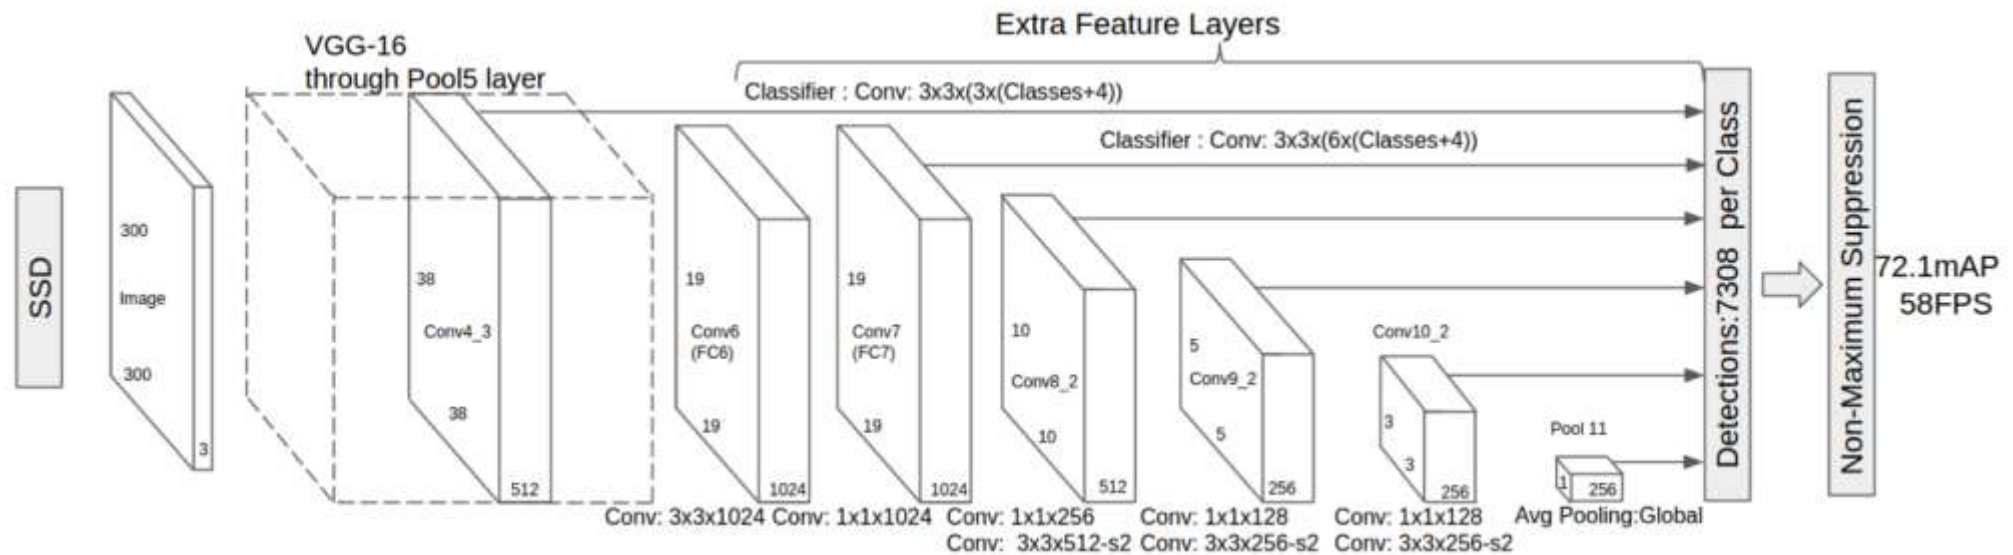 Extra Feature Layers
VGG-16
through Pool5 layer
Classifier : Conv: 3x3x(3x(Classes+4))
Classifier : Conv: 3x3x(6x(Classes+4))
SSD
300
Image
300
3
38
Conv4_3
38
512
19
Conv6
(FC6)
19
1024
19
Conv7
(FC7)
19
1024
10
Conv8_2
10
512
5
Conv9_2
5
256
Conv10_2
3
3
256
Pool 11
1
256
Conv: 3x3x1024
Conv: 1x1x1024
Conv: 1x1x256
Conv: 3x3x512-s2
Conv: 1x1x128
Conv: 3x3x256-s2
Conv: 1x1x128
Conv: 3x3x256-s2
Avg Pooling:Global
Detections:7308 per Class
Non-Maximum Suppression
72.1mAP
58FPS